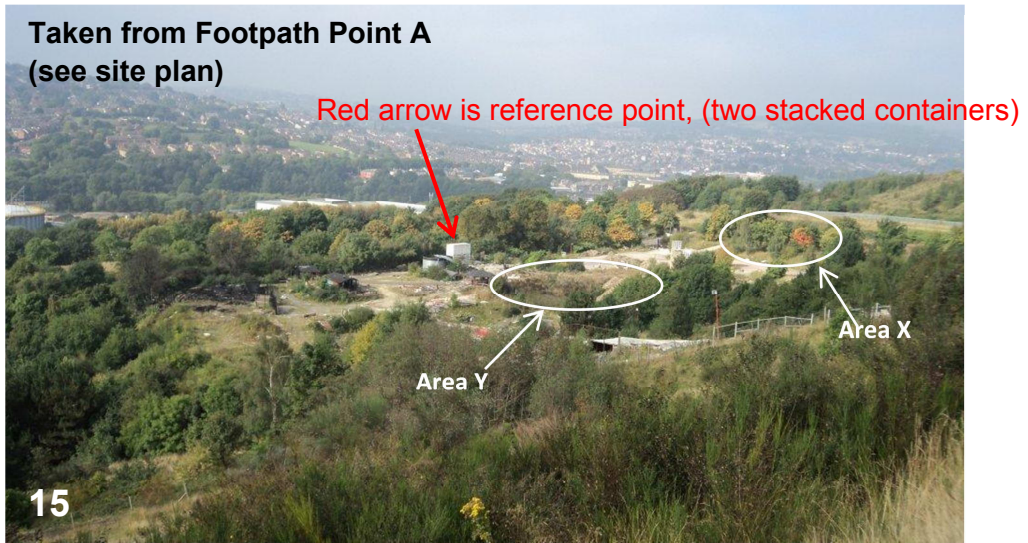 Taken from Footpath Point A
(see site plan)
Red arrow is reference point, (two stacked containers)
Area X
Area Y
15